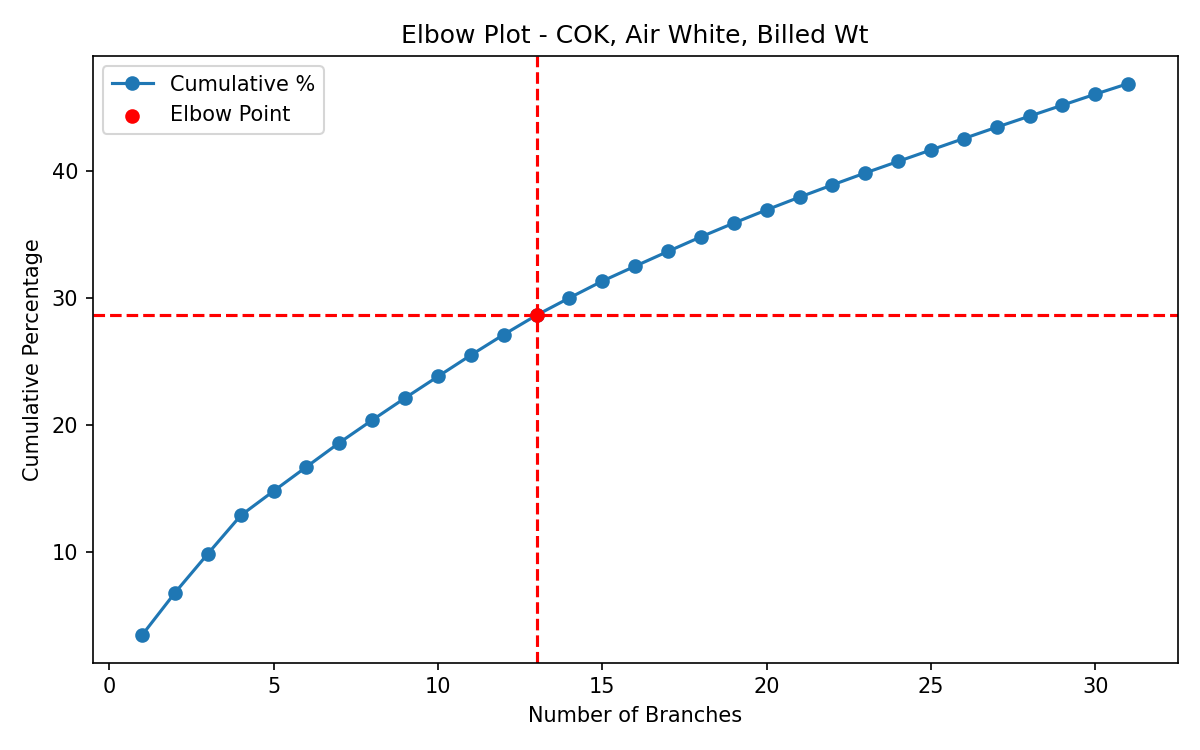 Elbow Plot - COK, Air White, Billed Wt
Cumulative %
Elbow Point
Cumulative Percentage
40
30
20
10
0 5 10 15 20 25 30
Number of Branches